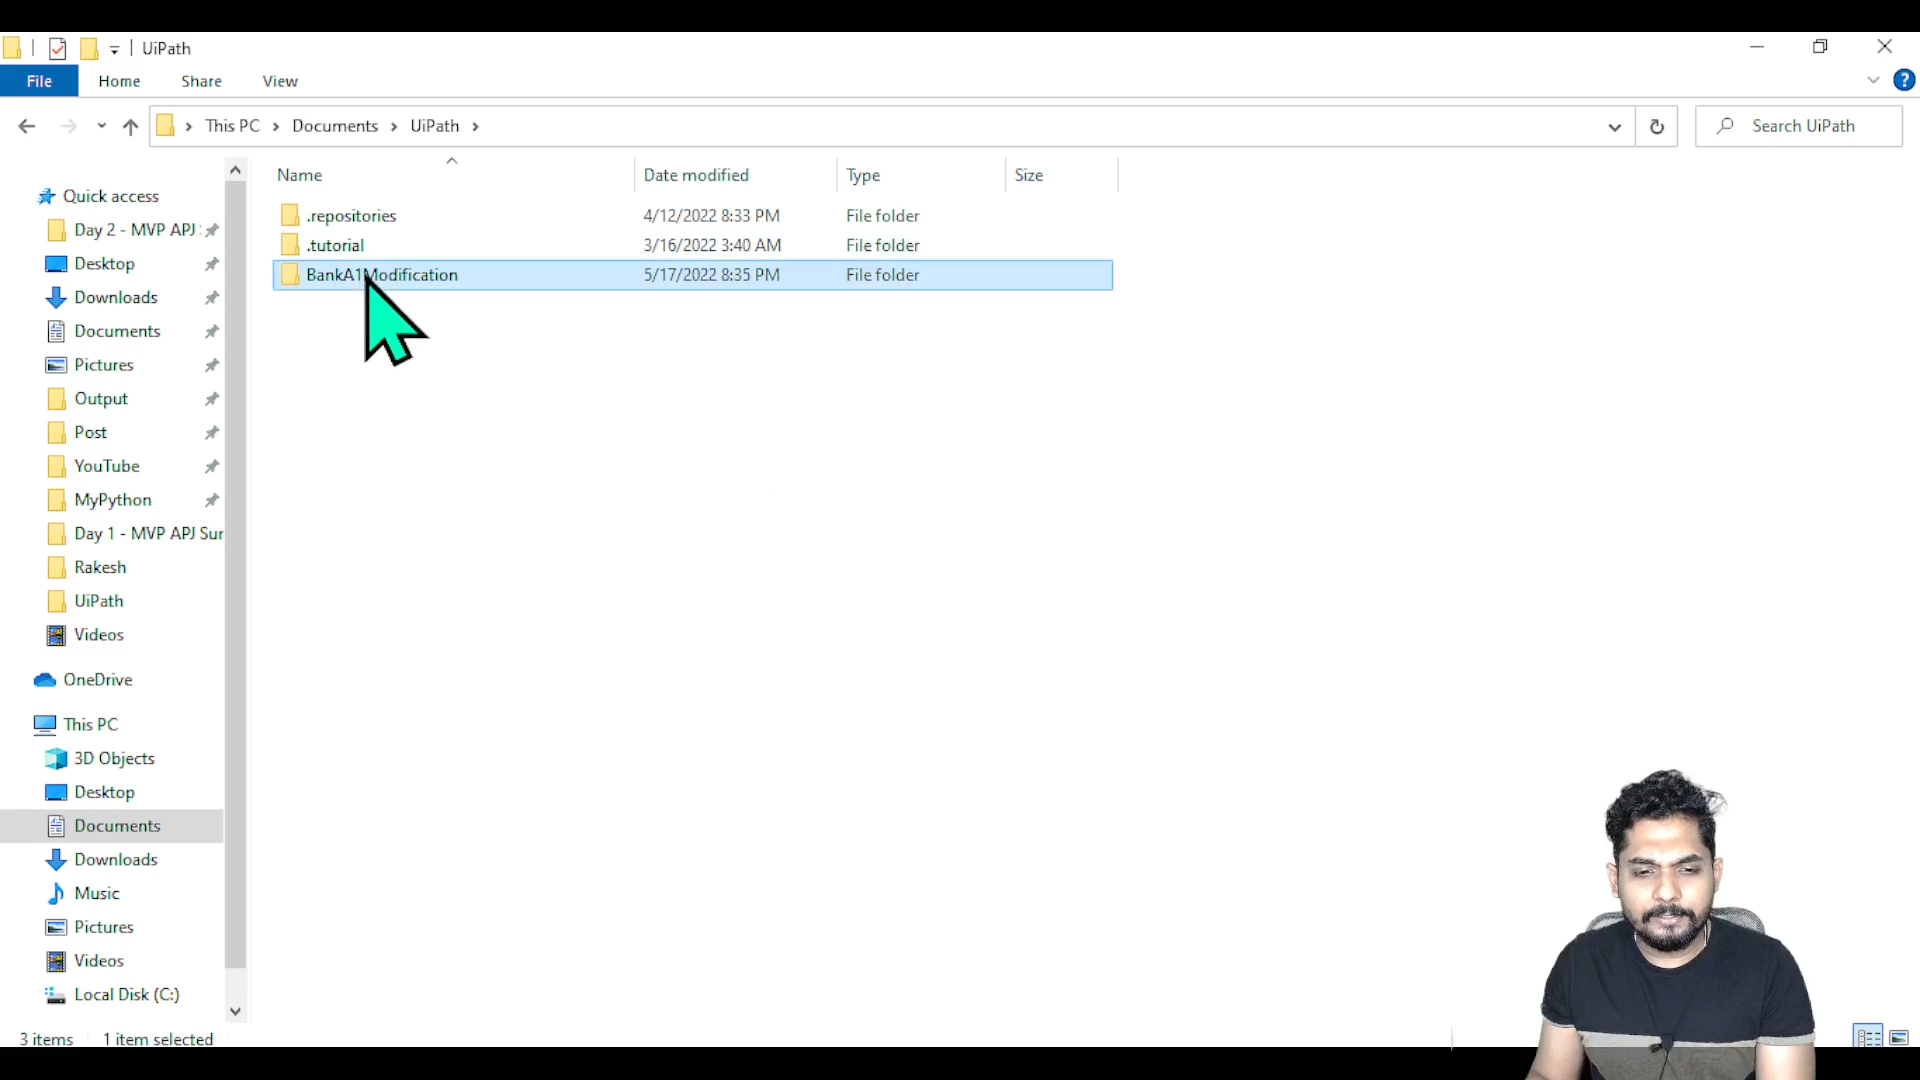 UiPath
File Home Share View
This PC Documents UiPath
Search UiPath
Name Date modified Type Size
.repositories 4/12/2022 8:33 PM File folder
.tutorial 3/16/2022 3:40 AM File folder
BankA1Modification 5/17/2022 8:35 PM File folder
Quick access
Day 2 - MVP APJ
Desktop
Downloads
Documents
Pictures
Output
Post
YouTube
MyPython
Day 1 - MVP APJ Sur
Rakesh
UiPath
Videos
OneDrive
This PC
3D Objects
Desktop
Documents
Downloads
Music
Pictures
Videos
Local Disk (C:)
3 items 1 item selected